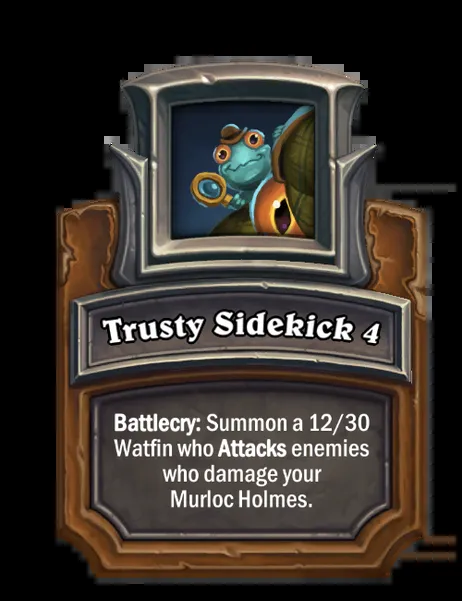 Trusty Sidekick 4
Battlecry: Summon a 12/30
Watfin who Attacks enemies
who damage your
Murloc Holmes.